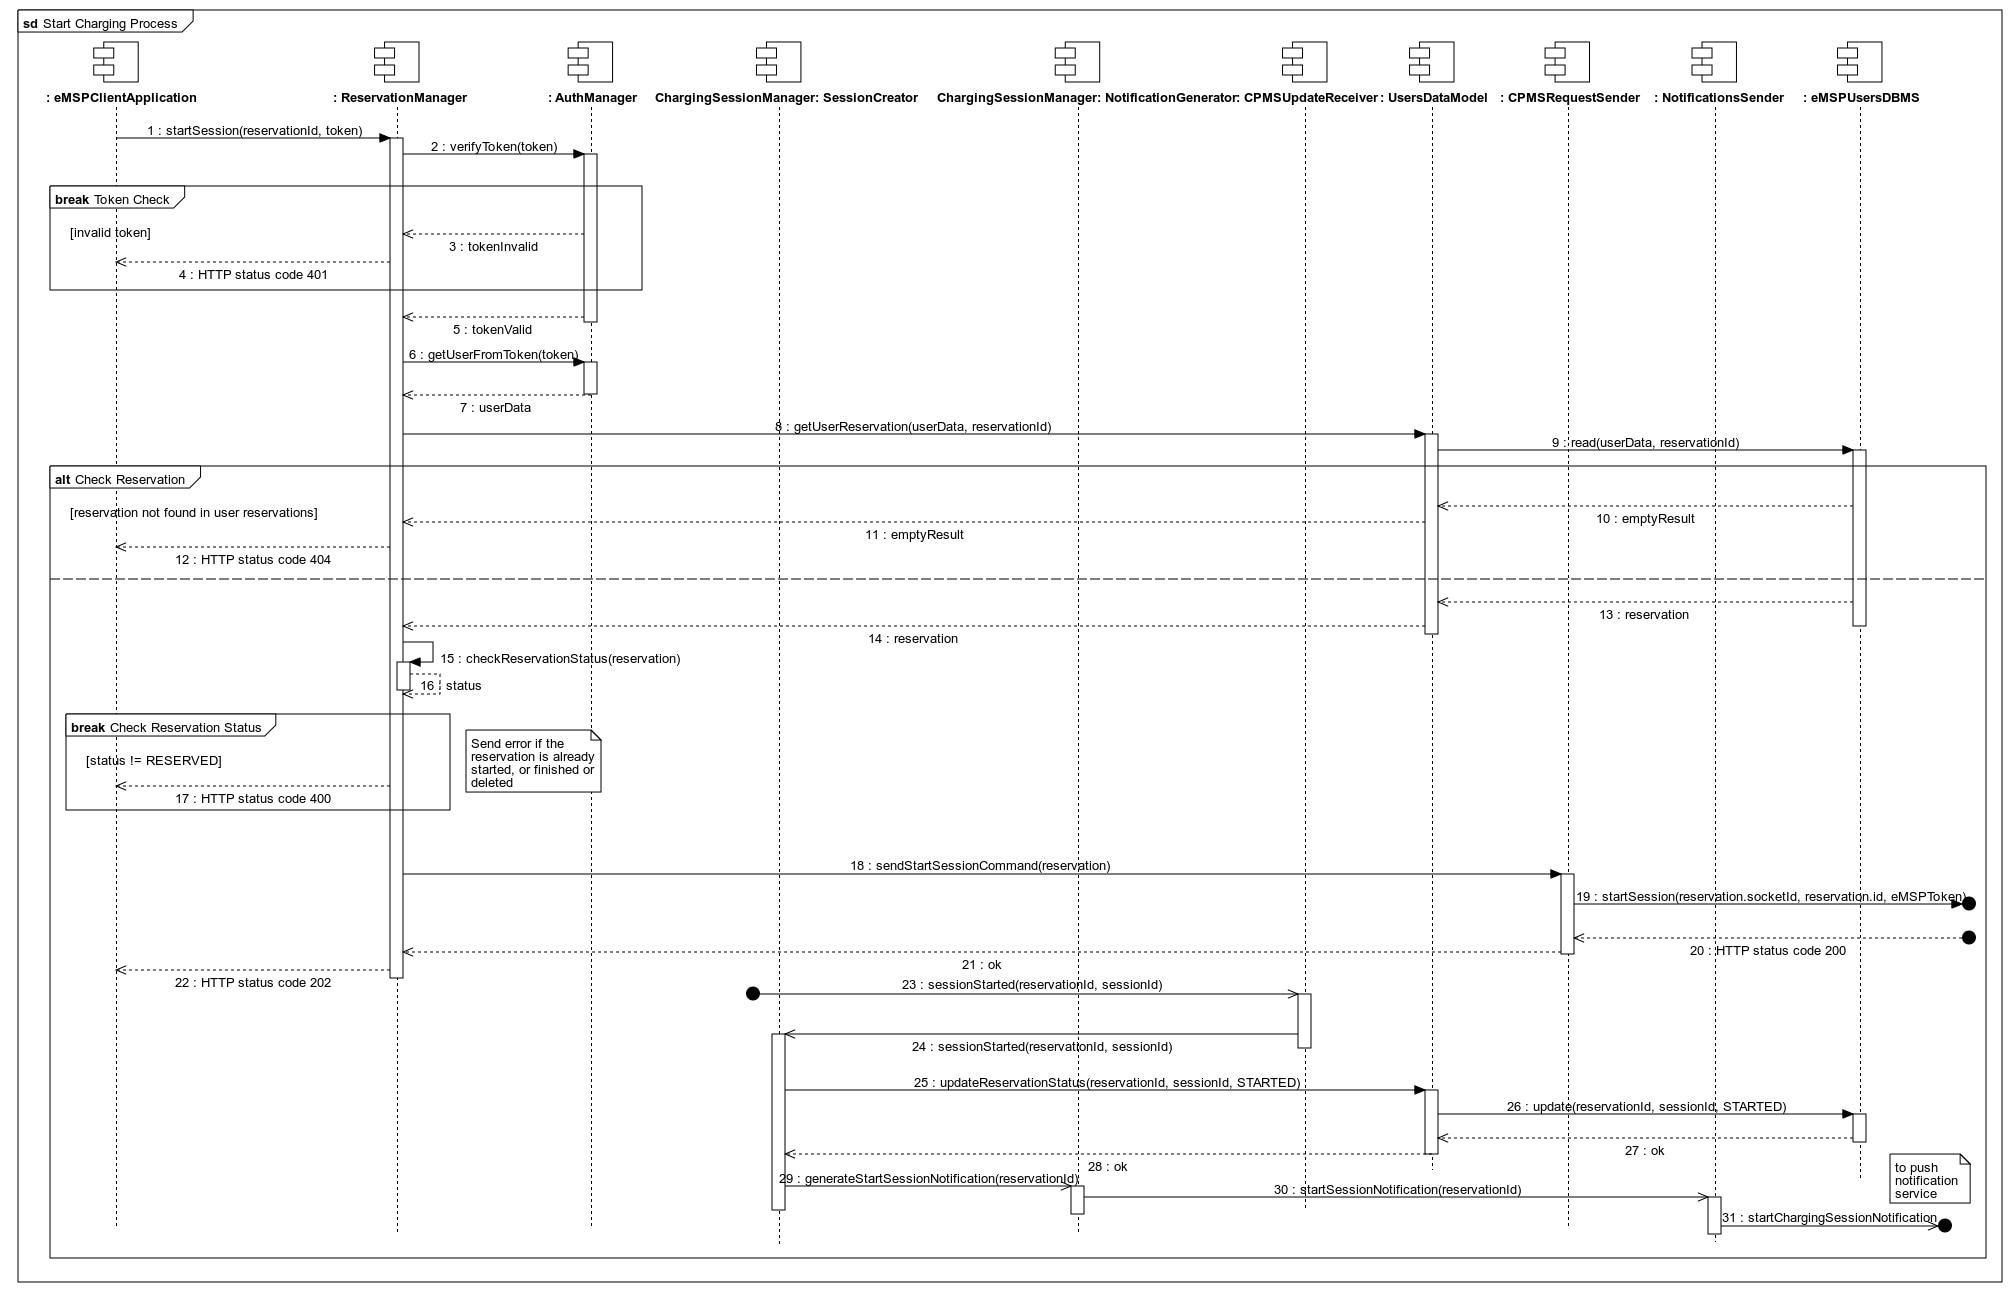 sd Start Charging Process
: eMSPClientApplication
: ReservationManager
: AuthManager
ChargingSessionManager: SessionCreator
ChargingSessionManager: NotificationGenerator
: CPMSUpdateReceiver
: UsersDataModel
: CPMSRequestSender
: NotificationsSender
: eMSPUsersDBMS
1 : startSession(reservationId, token)
2 : verifyToken(token)
break Token Check
[invalid token]
3 : tokenInvalid
4 : HTTP status code 401
5 : tokenValid
6 : getUserFromToken(token)
7 : userData
8 : getUserReservation(userData, reservationId)
9 : read(userData, reservationId)
alt Check Reservation
[reservation not found in user reservations]
10 : emptyResult
11 : emptyResult
12 : HTTP status code 404
13 : reservation
14 : reservation
15 : checkReservationStatus(reservation)
16 : status
break Check Reservation Status
[status != RESERVED]
17 : HTTP status code 400
Send error if the
reservation is already
started, or finished or
deleted
18 : sendStartSessionCommand(reservation)
19 : startSession(reservation.socketId, reservation.id, eMSPToken)
20 : HTTP status code 200
21 : ok
22 : HTTP status code 202
23 : sessionStarted(reservationId, sessionId)
24 : sessionStarted(reservationId, sessionId)
25 : updateReservationStatus(reservationId, sessionId, STARTED)
26 : update(reservationId, sessionId, STARTED)
27 : ok
28 : ok
29 : generateStartSessionNotification(reservationId)
30 : startSessionNotification(reservationId)
to push
notification
service
31 : startChargingSessionNotification